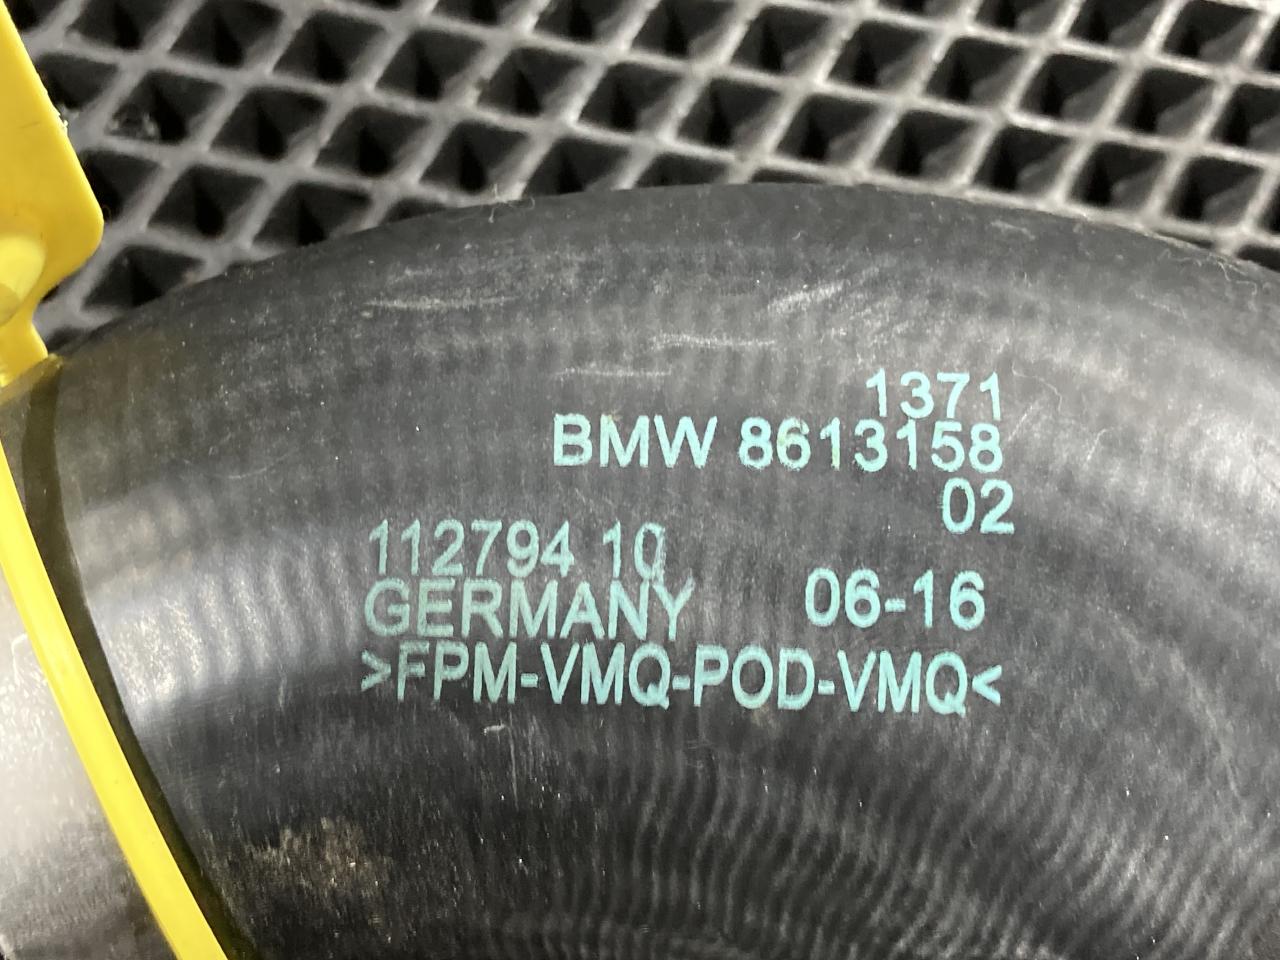 1371
BMW 8613158
02
112794 10
GERMANY 06-16
>FPM-VMQ-POD-VMQ<